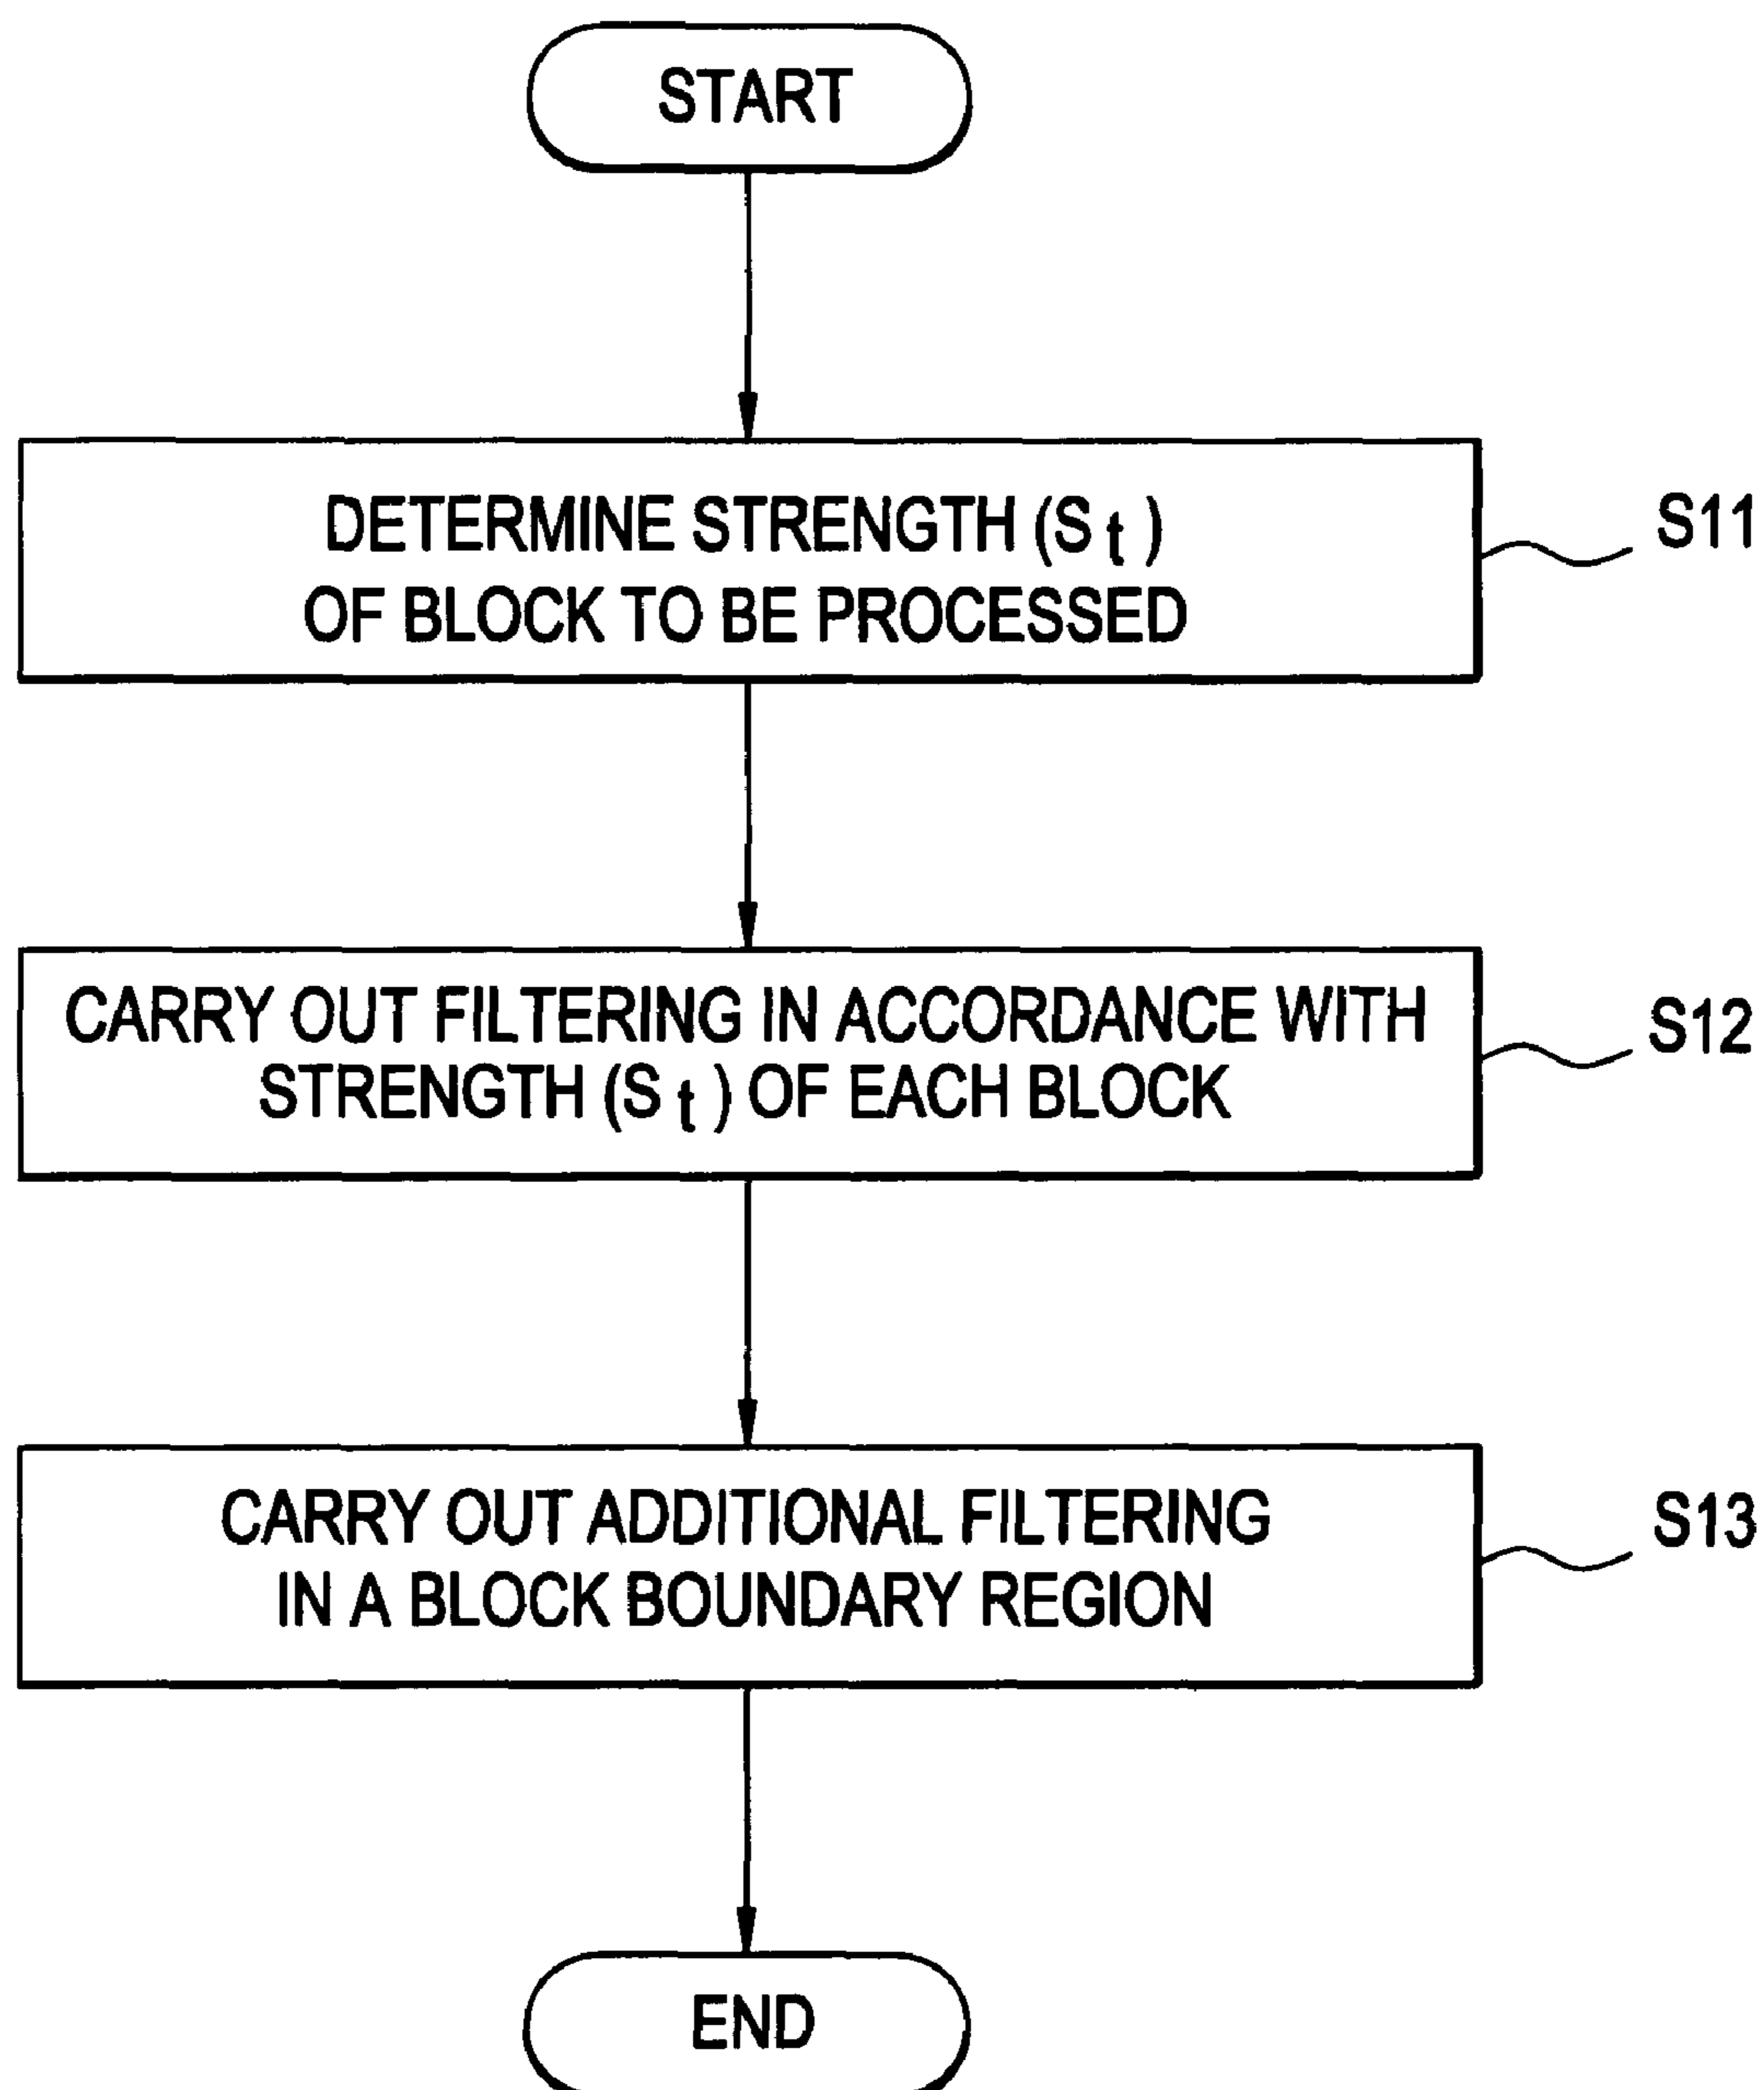 START
DETERMINE STRENGTH (St)
OF BLOCK TO BE PROCESSED
S11
CARRY OUT FILTERING IN ACCORDANCE WITH
STRENGTH (St) OF EACH BLOCK
S12
CARRY OUT ADDITIONAL FILTERING
IN A BLOCK BOUNDARY REGION
S13
END